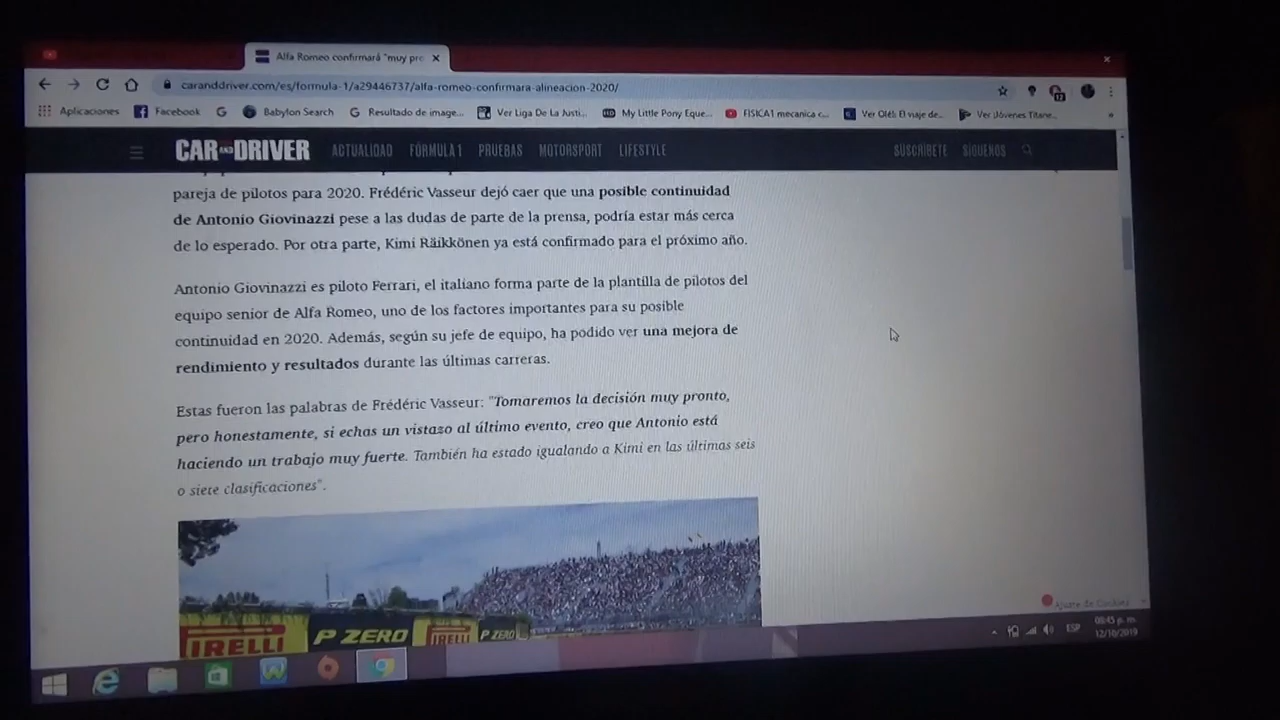 Alfa Romeo confirmará "muy pro
caranddriver.com/es/formula-1/a29446737/alfa-romeo-confirmara-alineacion-2020/
12
Aplicaciones Facebook Babylon Search Resultado de image... Ver Liga De La Justi... My Little Pony Eque... FISICA1 mecanica c... Ver Olé!: El viaje de... Ver Jóvenes Titane...
CAR AND DRIVER ACTUALIDAD FÓRMULA 1 PRUEBAS MOTORSPORT LIFESTYLE SUSCRÍBETE SÍGUENOS
pareja de pilotos para 2020. Frédéric Vasseur dejó caer que una posible continuidad
de Antonio Giovinazzi pese a las dudas de parte de la prensa, podría estar más cerca
de lo esperado. Por otra parte, Kimi Räikkönen ya está confirmado para el próximo año.
Antonio Giovinazzi es piloto Ferrari, el italiano forma parte de la plantilla de pilotos del
equipo senior de Alfa Romeo, uno de los factores importantes para su posible
continuidad en 2020. Además, según su jefe de equipo, ha podido ver una mejora de
rendimiento y resultados durante las últimas carreras.
Estas fueron las palabras de Frédéric Vasseur: "Tomaremos la decisión muy pronto,
pero honestamente, si echas un vistazo al último evento, creo que Antonio está
haciendo un trabajo muy fuerte. También ha estado igualando a Kimi en las últimas seis
o siete clasificaciones".
PIRELLI P ZERO PIRELLI P ZERO
Ajuste de Cookies
ESP 08:45 p. m.
12/10/2019